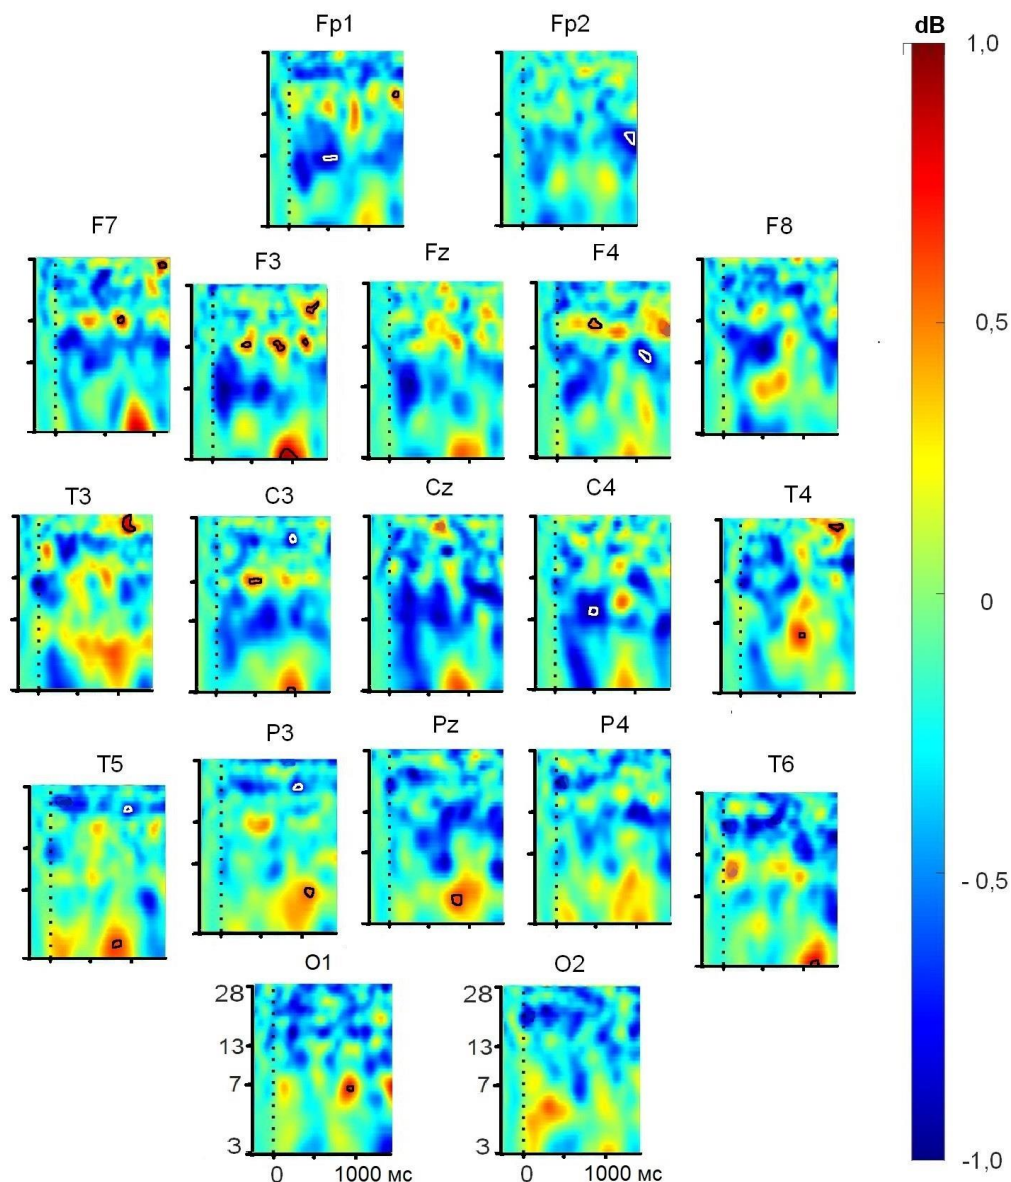 dB
Fp1 Fp2 1,0
F7 F3 Fz F4 F8
0,5
T3 C3 Cz C4 T4
0
T5 P3 Pz P4 T6
- 0,5
O1 O2
28 28
13 13
7 7
3 3
-1,0
0 1000 мс 0 1000 мс